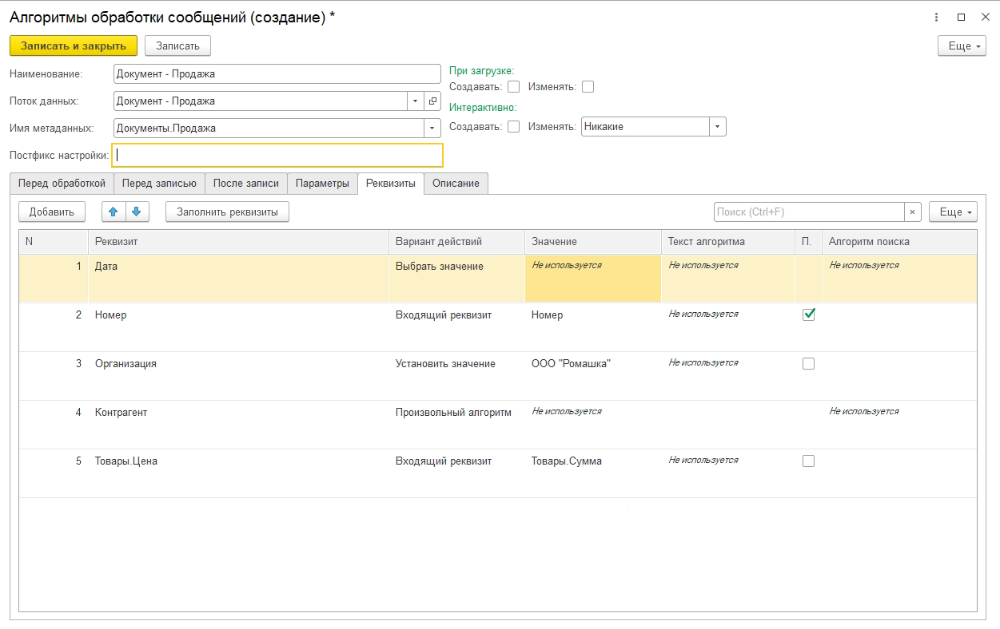 Алгоритмы обработки сообщений (создание) *
Записать и закрыть Записать Еще
Наименование: Документ - Продажа При загрузке:
Создавать: Изменять:
Поток данных: Документ - Продажа Интерактивно:
Имя метаданных: Документы.Продажа Создавать: Изменять: Никакие
Постфикс настройки:
Перед обработкой Перед записью После записи Параметры Реквизиты Описание
Добавить Заполнить реквизиты Поиск (Ctrl+F) × Еще
N Реквизит Вариант действий Значение Текст алгоритма П. Алгоритм поиска
1 Дата Выбрать значение Не используется Не используется Не используется
2 Номер Входящий реквизит Номер Не используется
3 Организация Установить значение ООО "Ромашка" Не используется
4 Контрагент Произвольный алгоритм Не используется Не используется
5 Товары.Цена Входящий реквизит Товары.Сумма Не используется